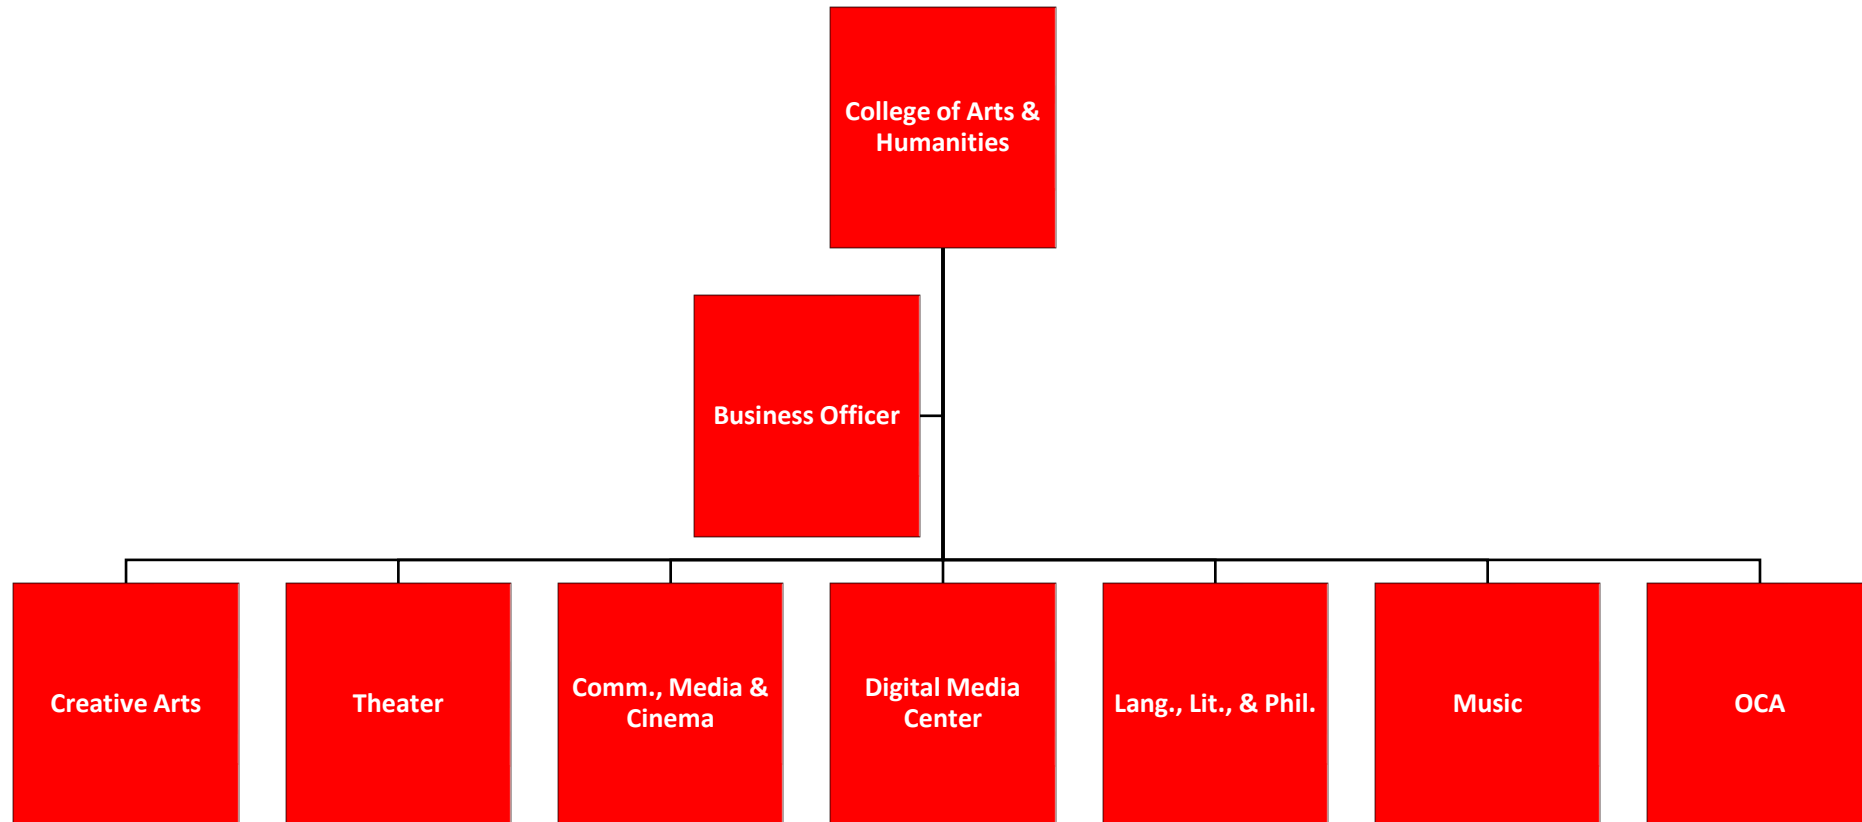 College of Arts &
Humanities
Business Officer
Creative Arts
Theater
Comm., Media &
Cinema
Digital Media
Center
Lang., Lit., & Phil.
Music
OCA